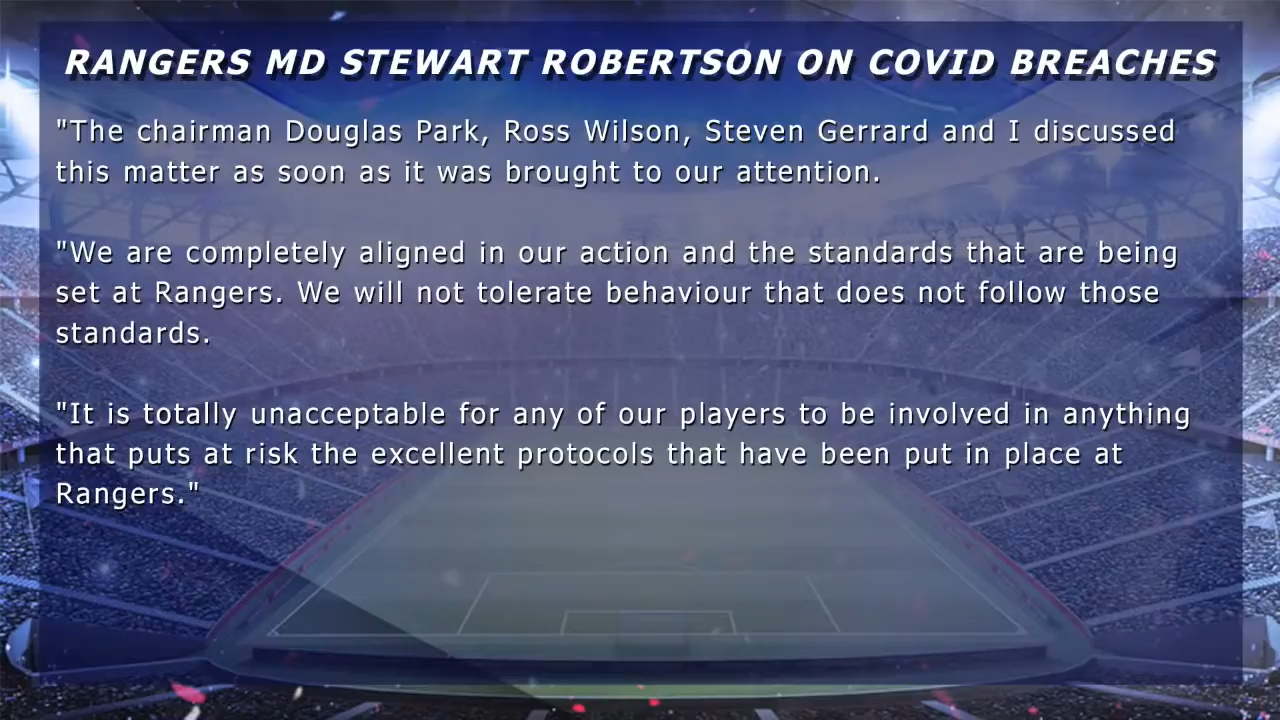 RANGERS MD STEWART ROBERTSON ON COVID BREACHES
"The chairman Douglas Park, Ross Wilson, Steven Gerrard and I discussed
this matter as soon as it was brought to our attention.
"We are completely aligned in our action and the standards that are being
set at Rangers. We will not tolerate behaviour that does not follow those
standards.
"It is totally unacceptable for any of our players to be involved in anything
that puts at risk the excellent protocols that have been put in place at
Rangers."